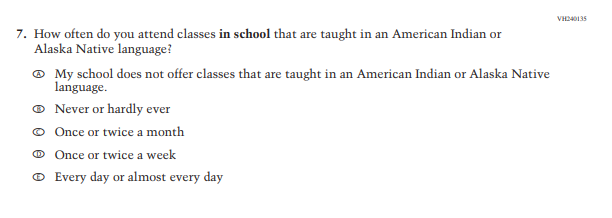 VH240135
7. How often do you attend classes in school that are taught in an American Indian or
Alaska Native language?
Ⓐ My school does not offer classes that are taught in an American Indian or Alaska Native
language.
Ⓑ Never or hardly ever
Ⓒ Once or twice a month
Ⓓ Once or twice a week
Ⓔ Every day or almost every day